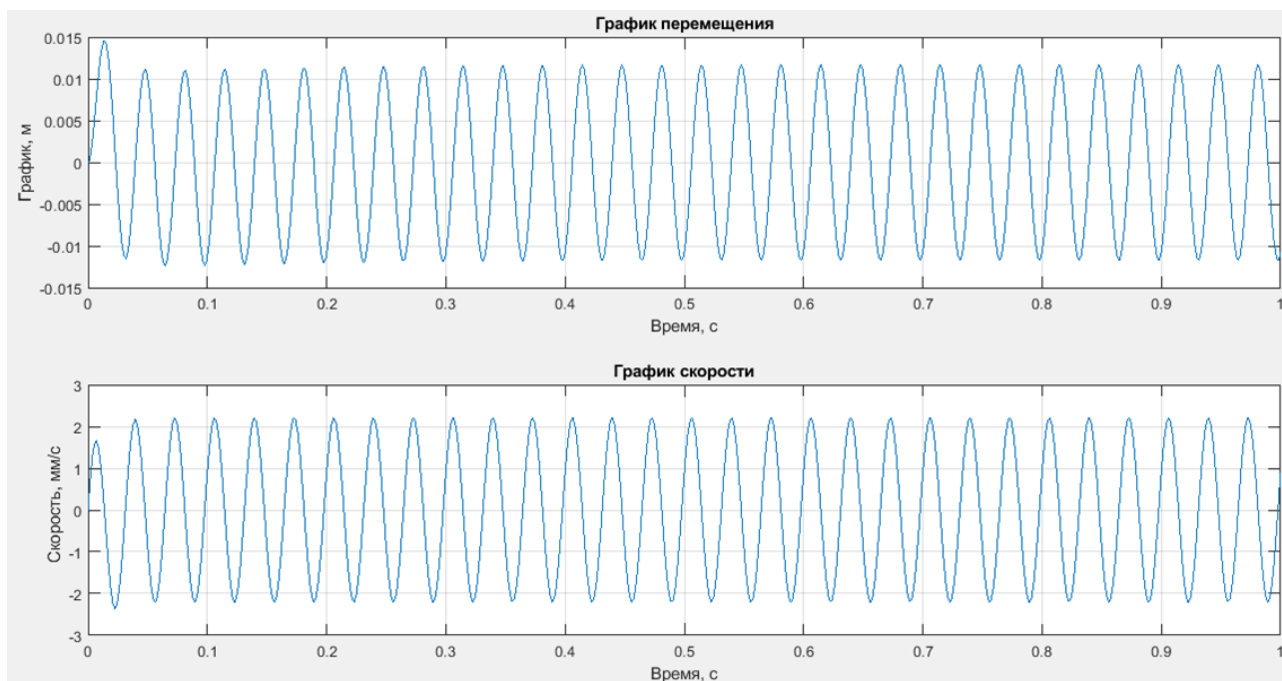 График перемещения
0.015
0.01
0.005
0
-0.005
-0.01
-0.015
График, м
0 0.1 0.2 0.3 0.4 0.5 0.6 0.7 0.8 0.9 1
Время, с
График скорости
3
2
1
0
-1
-2
-3
Скорость, мм/с
0 0.1 0.2 0.3 0.4 0.5 0.6 0.7 0.8 0.9 1
Время, с